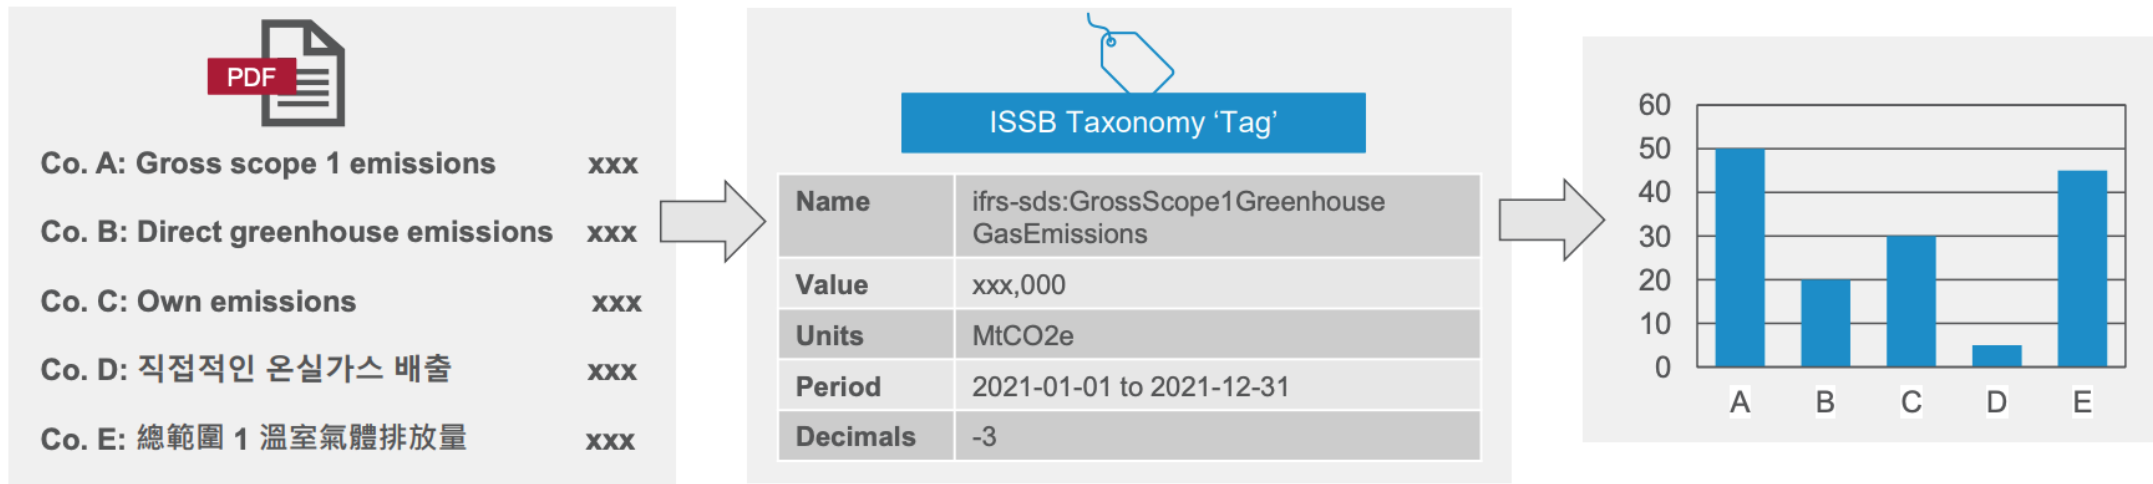 PDF
Co. A: Gross scope 1 emissions xxx
Co. B: Direct greenhouse emissions xxx
Co. C: Own emissions xxx
Co. D: 직접적인 온실가스 배출 xxx
Co. E: 總範圍 1 溫室氣體排放量 xxx
ISSB Taxonomy ‘Tag’
Name ifrs-sds:GrossScope1Greenhouse
GasEmissions
Value xxx,000
Units MtCO2e
Period 2021-01-01 to 2021-12-31
Decimals -3
60
50
40
30
20
10
0
A B C D E